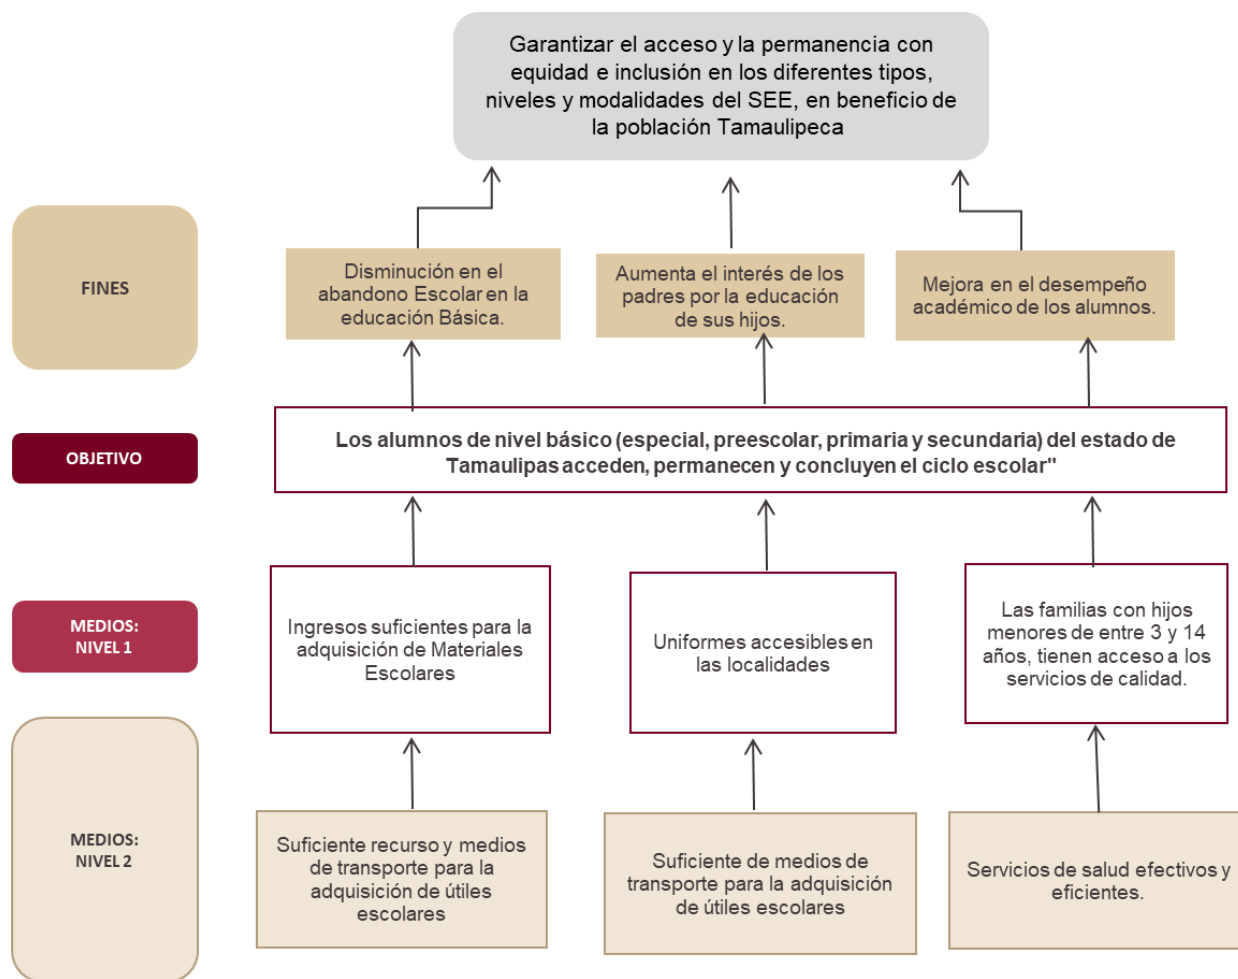 Garantizar el acceso y la permanencia con
equidad e inclusión en los diferentes tipos,
niveles y modalidades del SEE, en beneficio de
la población Tamaulipeca
FINES
Disminución en el
abandono Escolar en la
educación Básica.
Aumenta el interés de los
padres por la educación
de sus hijos.
Mejora en el desempeño
académico de los alumnos.
OBJETIVO
Los alumnos de nivel básico (especial, preescolar, primaria y secundaria) del estado de
Tamaulipas acceden, permanecen y concluyen el ciclo escolar"
MEDIOS:
NIVEL 1
Ingresos suficientes para la
adquisición de Materiales
Escolares
Uniformes accesibles en
las localidades
Las familias con hijos
menores de entre 3 y 14
años, tienen acceso a los
servicios de calidad.
MEDIOS:
NIVEL 2
Suficiente recurso y medios
de transporte para la
adquisición de útiles
escolares
Suficiente de medios de
transporte para la adquisición
de útiles escolares
Servicios de salud efectivos y
eficientes.